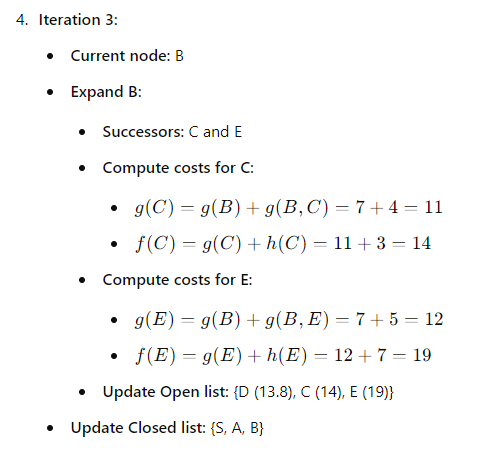 4. Iteration 3:
• Current node: B
• Expand B:
• Successors: C and E
• Compute costs for C:
• g(C) = g(B) + g(B, C) = 7 + 4 = 11
• f(C) = g(C) + h(C) = 11 + 3 = 14
• Compute costs for E:
• g(E) = g(B) + g(B, E) = 7 + 5 = 12
• f(E) = g(E) + h(E) = 12 + 7 = 19
• Update Open list: {D (13.8), C (14), E (19)}
• Update Closed list: {S, A, B}